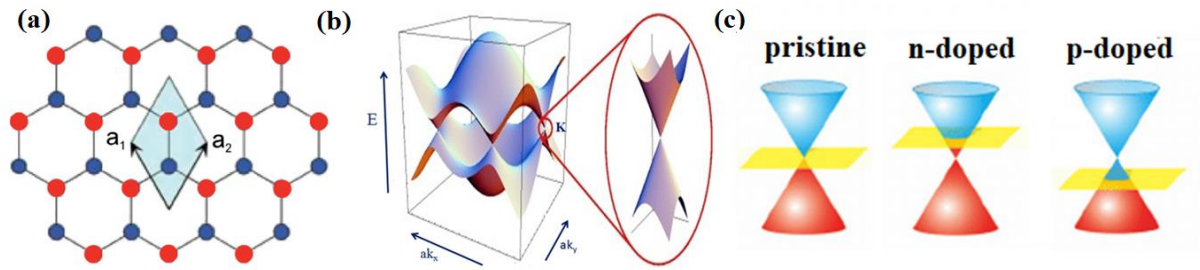 (a)
a1
a2
(b)
E
K
akx
aky
(c)
pristine
n-doped
p-doped